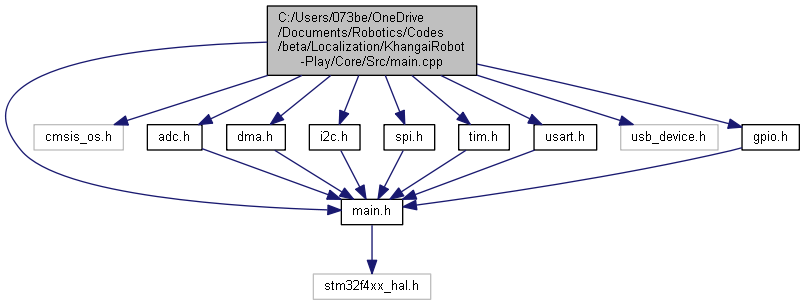 C:/Users/073be/OneDrive
/Documents/Robotics/Codes
/beta/Localization/KhangaiRobot
-Play/Core/Src/main.cpp
cmsis_os.h
adc.h
dma.h
i2c.h
spi.h
tim.h
usart.h
usb_device.h
gpio.h
main.h
stm32f4xx_hal.h